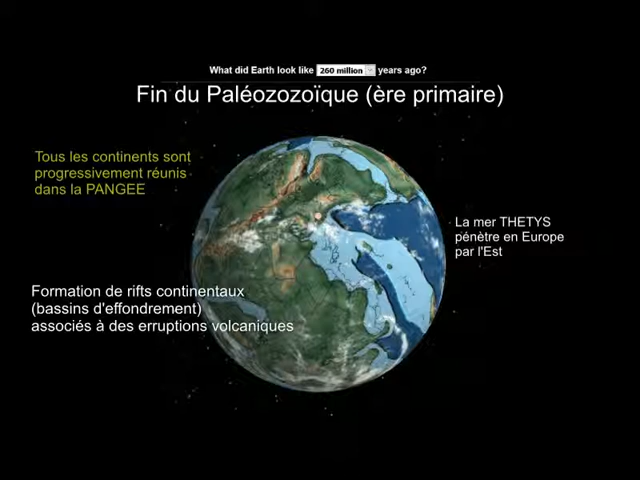 What did Earth look like 260 million years ago?
Fin du Paléozozoïque (ère primaire)
Tous les continents sont
progressivement réunis
dans la PANGEE
La mer THETYS
pénètre en Europe
par l'Est
Formation de rifts continentaux
(bassins d'effondrement)
associés à des erruptions volcaniques